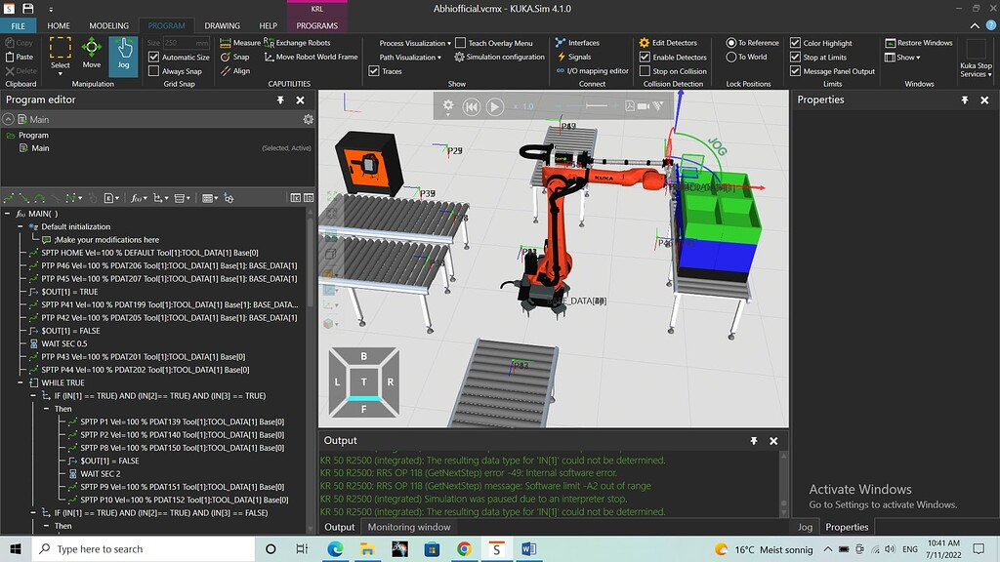 KRL
Abhiofficial.vcmx - KUKA.Sim 4.1.0
FILE HOME MODELING PROGRAM DRAWING HELP PROGRAMS
Copy
Paste
Delete
Clipboard
Select
Move
Jog
Manipulation
Size 250 mm
Automatic Size
Always Snap
Grid Snap
Measure
Snap
Align
Exchange Robots
Move Robot World Frame
CAPUTILITIES
Process Visualization
Path Visualization
Traces
Teach Overlay Menu
Simulation configuration
Show
Interfaces
Signals
I/O mapping editor
Connect
Edit Detectors
Enable Detectors
Stop on Collision
Collision Detection
To Reference
To World
Lock Positions
Color Highlight
Stop at Limits
Message Panel Output
Limits
Restore Windows
Show
Windows
Kuka Stop
Services
Program editor
Main
Program
Main
(Selected, Active)
MAIN( )
Default initialization
;Make your modifications here
SPTP HOME Vel=100 % DEFAULT Tool[1]:TOOL_DATA[1] Base[0]
PTP P46 Vel=100 % PDAT206 Tool[1]:TOOL_DATA[1] Base[1]: BASE_DATA[1]
PTP P45 Vel=100 % PDAT207 Tool[1]:TOOL_DATA[1] Base[1]: BASE_DATA[1]
$OUT[1] = TRUE
SPTP P41 Vel=100 % PDAT199 Tool[1]:TOOL_DATA[1] Base[1]: BASE_DATA...
PTP P42 Vel=100 % PDAT205 Tool[1]:TOOL_DATA[1] Base[1]: BASE_DATA[1]
$OUT[1] = FALSE
WAIT SEC 0.5
PTP P43 Vel=100 % PDAT201 Tool[1]:TOOL_DATA[1] Base[0]
SPTP P44 Vel=100 % PDAT202 Tool[1]:TOOL_DATA[1] Base[0]
WHILE TRUE
IF (IN[1] == TRUE) AND (IN[2]== TRUE) AND (IN[3] == TRUE)
Then
SPTP P1 Vel=100 % PDAT139 Tool[1]:TOOL_DATA[1] Base[0]
SPTP P2 Vel=100 % PDAT140 Tool[1]:TOOL_DATA[1] Base[0]
SPTP P8 Vel=100 % PDAT150 Tool[1]:TOOL_DATA[1] Base[0]
$OUT[1] = FALSE
WAIT SEC 2
SPTP P9 Vel=100 % PDAT151 Tool[1]:TOOL_DATA[1] Base[0]
SPTP P10 Vel=100 % PDAT152 Tool[1]:TOOL_DATA[1] Base[0]
IF (IN[1] == TRUE) AND (IN[2]== TRUE) AND (IN[3] == FALSE)
Then
x 1.0
JOG
KUKA
B
L T R
F
Output
KR 50 R2500 (integrated): The resulting data type for 'IN[1]' could not be determined.
KR 50 R2500: RRS OP 118 (GetNextStep) error -49: Internal software error.
KR 50 R2500: RRS OP 118 (GetNextStep) message: Software limit -A2 out of range
KR 50 R2500 (integrated) Simulation was paused due to an interpreter stop.
KR 50 R2500 (integrated): The resulting data type for 'IN[1]' could not be determined.
Output Monitoring window
Properties
Activate Windows
Go to Settings to activate Windows.
Jog Properties
Type here to search
16°C Meist sonnig
ENG
10:41 AM
7/11/2022